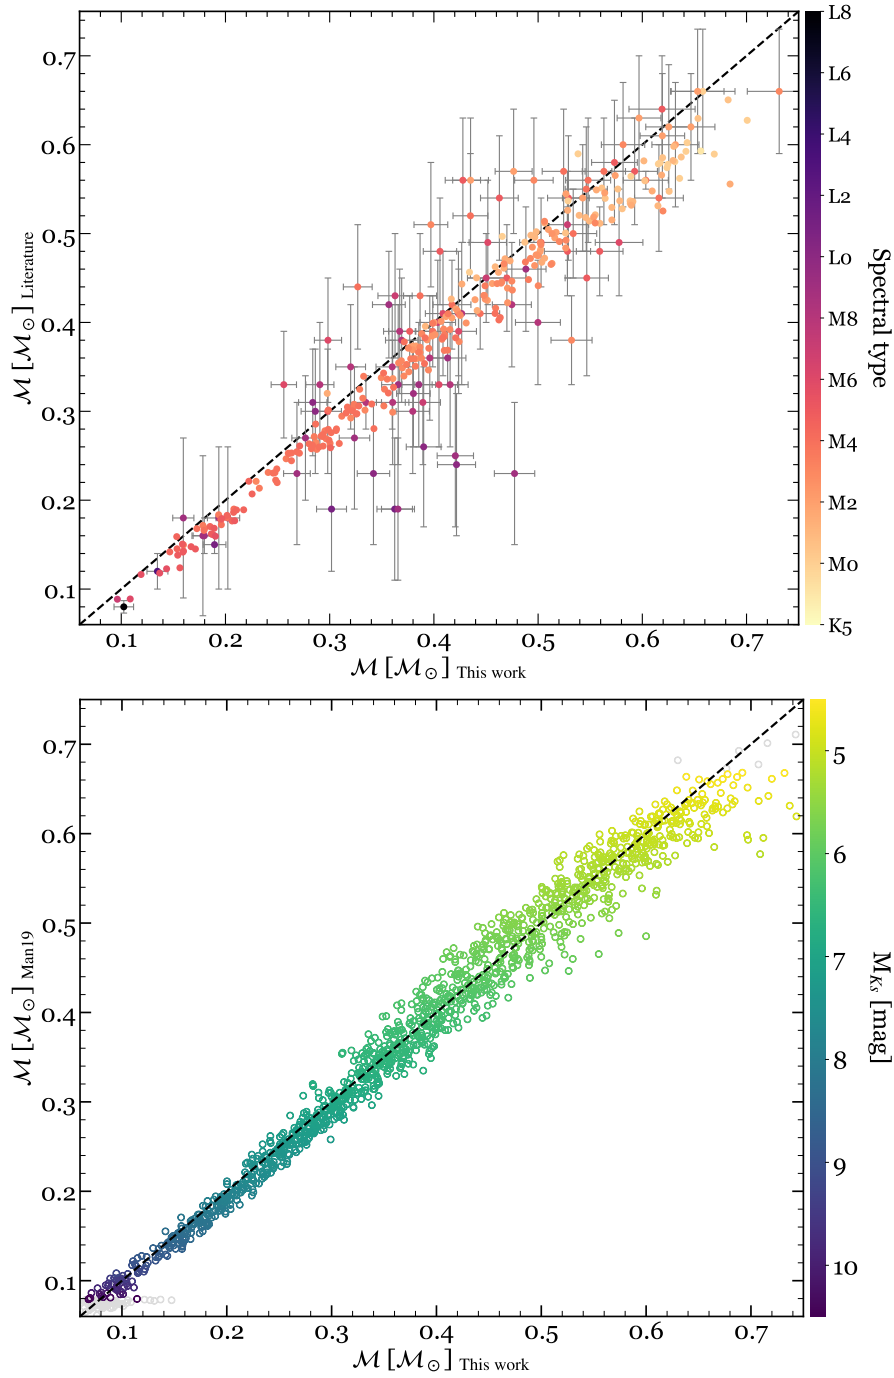 0.7
0.6
0.5
0.4
0.3
0.2
0.1
ℳ [ℳ⊙] Literature
0.1 0.2 0.3 0.4 0.5 0.6 0.7
ℳ [ℳ⊙] This work
L8
L6
L4
L2
L0
M8
M6
M4
M2
M0
K5
Spectral type
0.7
0.6
0.5
0.4
0.3
0.2
0.1
ℳ [ℳ⊙] Man19
0.1 0.2 0.3 0.4 0.5 0.6 0.7
ℳ [ℳ⊙] This work
5
6
7
8
9
10
M_Ks [mag]